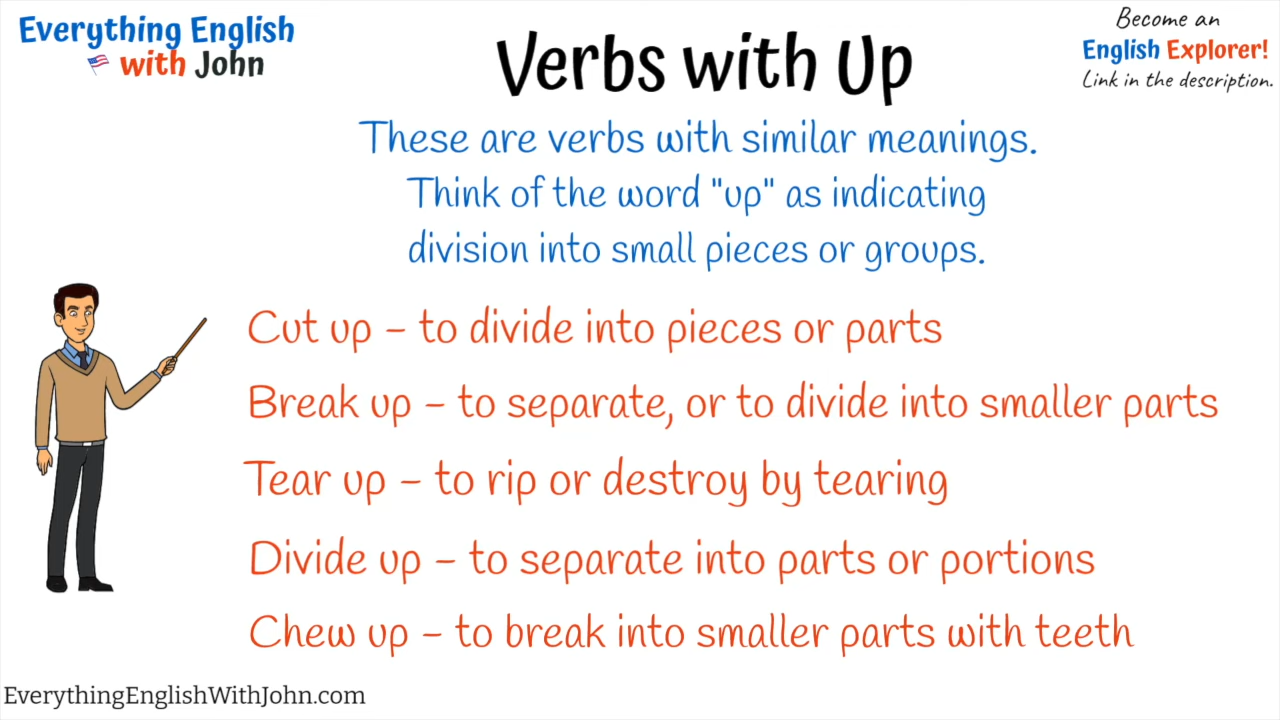 Everything English
with John
Become an
English Explorer!
Link in the description.
Verbs with Up
These are verbs with similar meanings.
Think of the word "up" as indicating
division into small pieces or groups.
Cut up – to divide into pieces or parts
Break up – to separate, or to divide into smaller parts
Tear up – to rip or destroy by tearing
Divide up – to separate into parts or portions
Chew up – to break into smaller parts with teeth
EverythingEnglishWithJohn.com